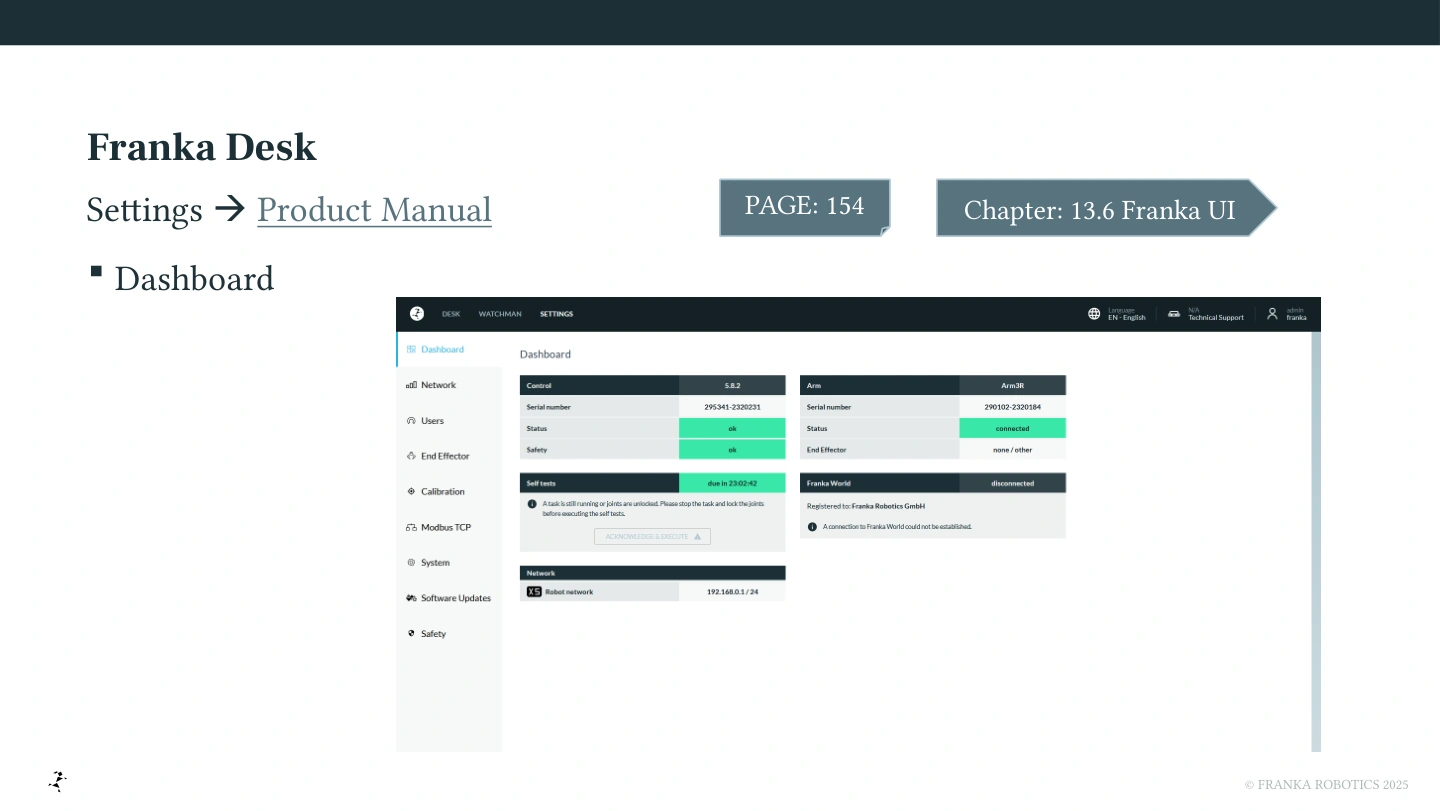 Franka Desk
Settings → Product Manual
PAGE: 154
Chapter: 13.6 Franka UI
▪ Dashboard
DESK WATCHMAN SETTINGS
Language
EN - English
N/A
Technical Support
admin
franka
Dashboard
Network
Users
End Effector
Calibration
Modbus TCP
System
Software Updates
Safety
Dashboard
Control 5.8.2
Serial number 295341-2320231
Status ok
Safety ok
Arm Arm3R
Serial number 290102-2320184
Status connected
End Effector none / other
Self tests due in 23:02:42
A task is still running or joints are unlocked. Please stop the task and lock the joints
before executing the self tests.
ACKNOWLEDGE & EXECUTE
Franka World disconnected
Registered to: Franka Robotics GmbH
A connection to Franka World could not be established.
Network
X5 Robot network 192.168.0.1 / 24
© FRANKA ROBOTICS 2025